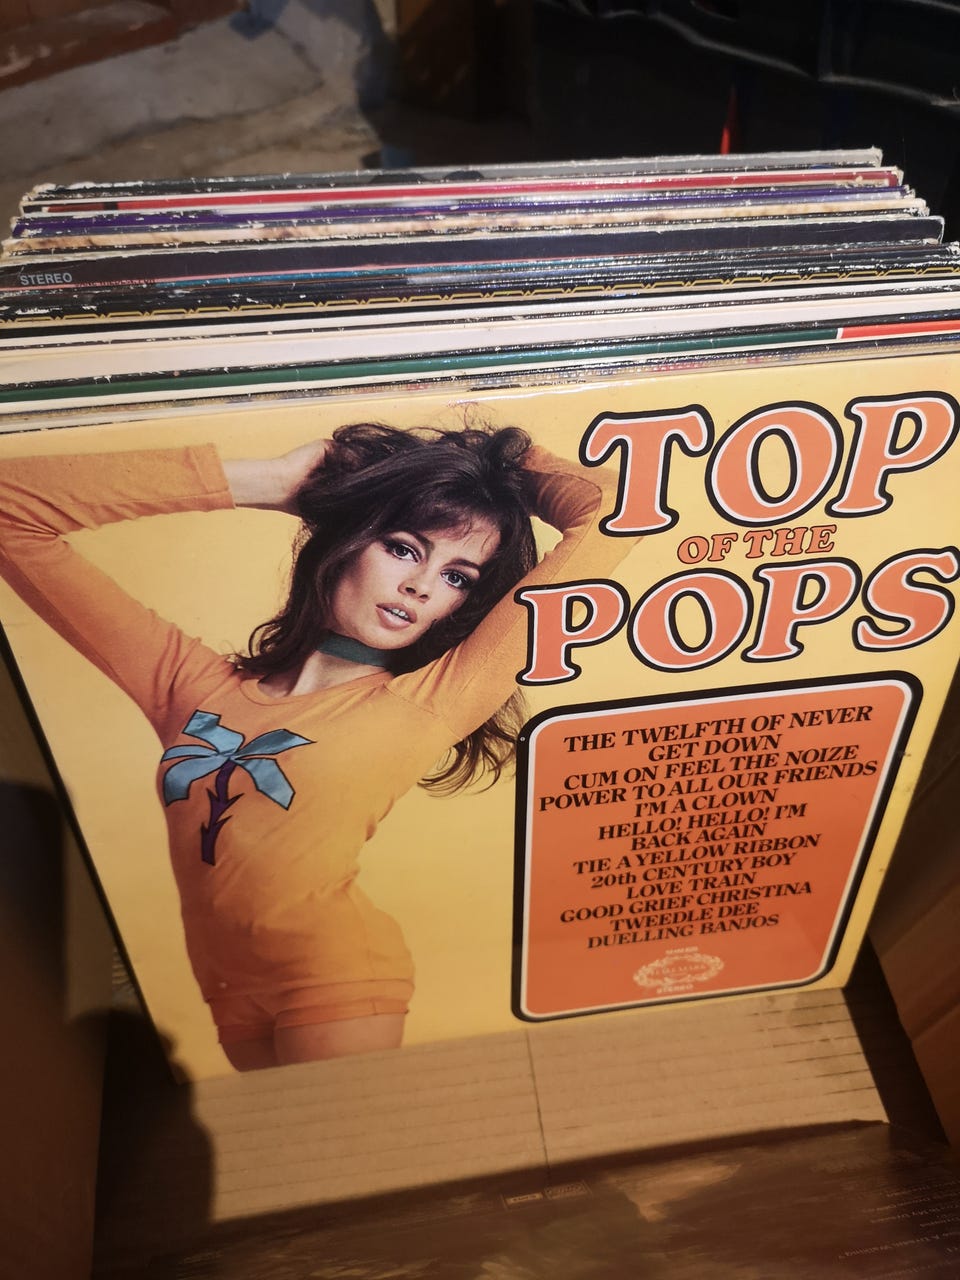 STEREO
TOP
OF THE
POPS
THE TWELFTH OF NEVER
GET DOWN
CUM ON FEEL THE NOIZE
POWER TO ALL OUR FRIENDS
I'M A CLOWN
HELLO! HELLO! I'M
BACK AGAIN
TIE A YELLOW RIBBON
20th CENTURY BOY
LOVE TRAIN
GOOD GRIEF CHRISTINA
TWEEDLE DEE
DUELLING BANJOS
HALLMARK
STEREO